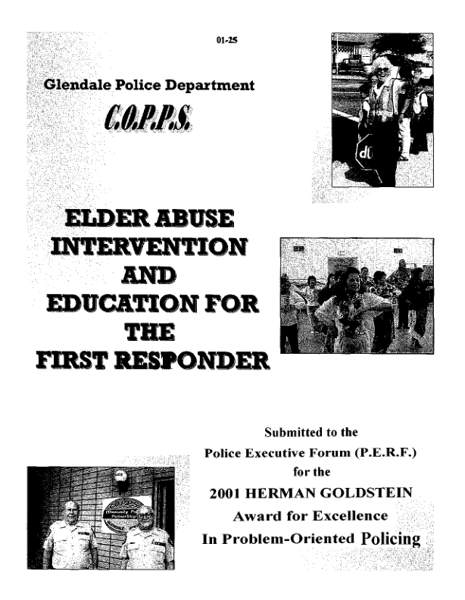 01-25
Glendale Police Department
C.O.P.P.S.
ELDER ABUSE
INTERVENTION
AND
EDUCATION FOR
THE
FIRST RESPONDER
Submitted to the
Police Executive Forum (P.E.R.F.)
for the
2001 HERMAN GOLDSTEIN
Award for Excellence
In Problem-Oriented Policing